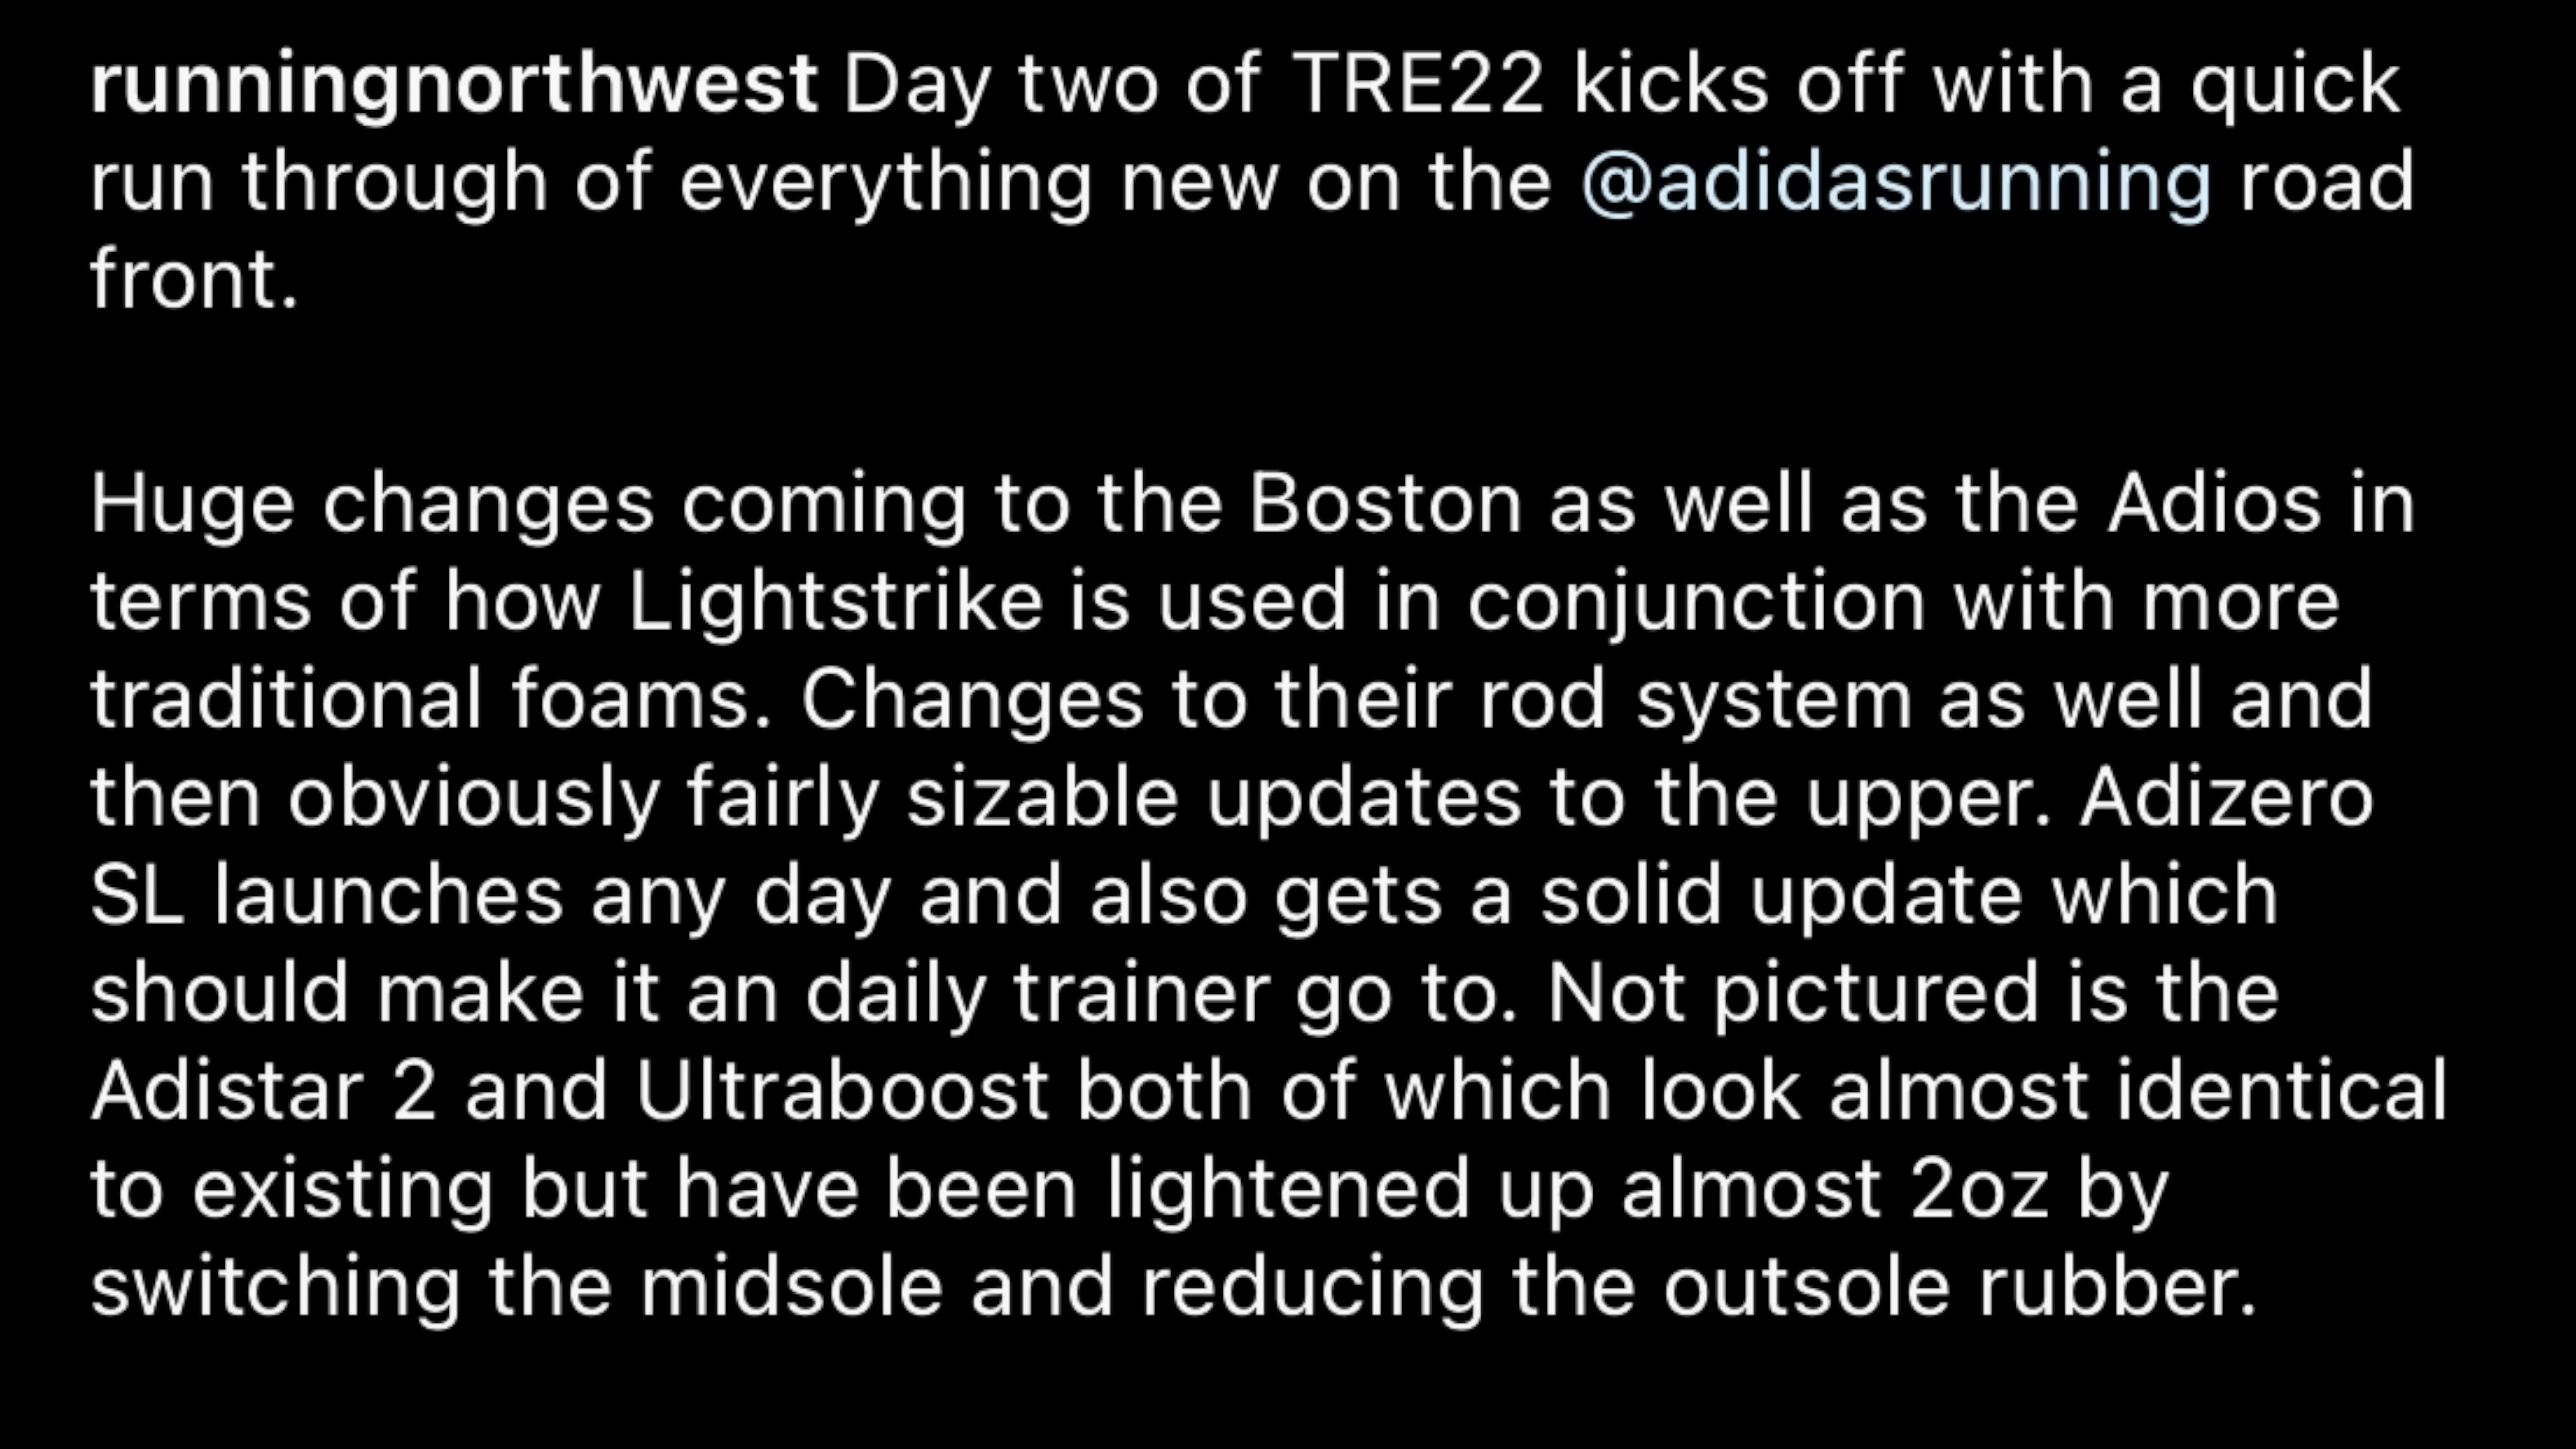 runningnorthwest Day two of TRE22 kicks off with a quick
run through of everything new on the @adidasrunning road
front.
Huge changes coming to the Boston as well as the Adios in
terms of how Lightstrike is used in conjunction with more
traditional foams. Changes to their rod system as well and
then obviously fairly sizable updates to the upper. Adizero
SL launches any day and also gets a solid update which
should make it an daily trainer go to. Not pictured is the
Adistar 2 and Ultraboost both of which look almost identical
to existing but have been lightened up almost 2oz by
switching the midsole and reducing the outsole rubber.